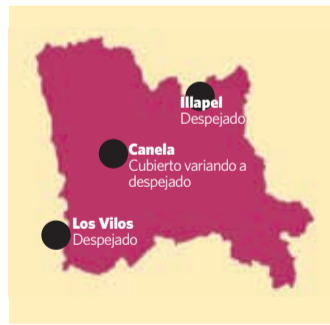 Illapel
Despejado
Canela
Cubierto variando a
despejado
Los Vilos
Despejado